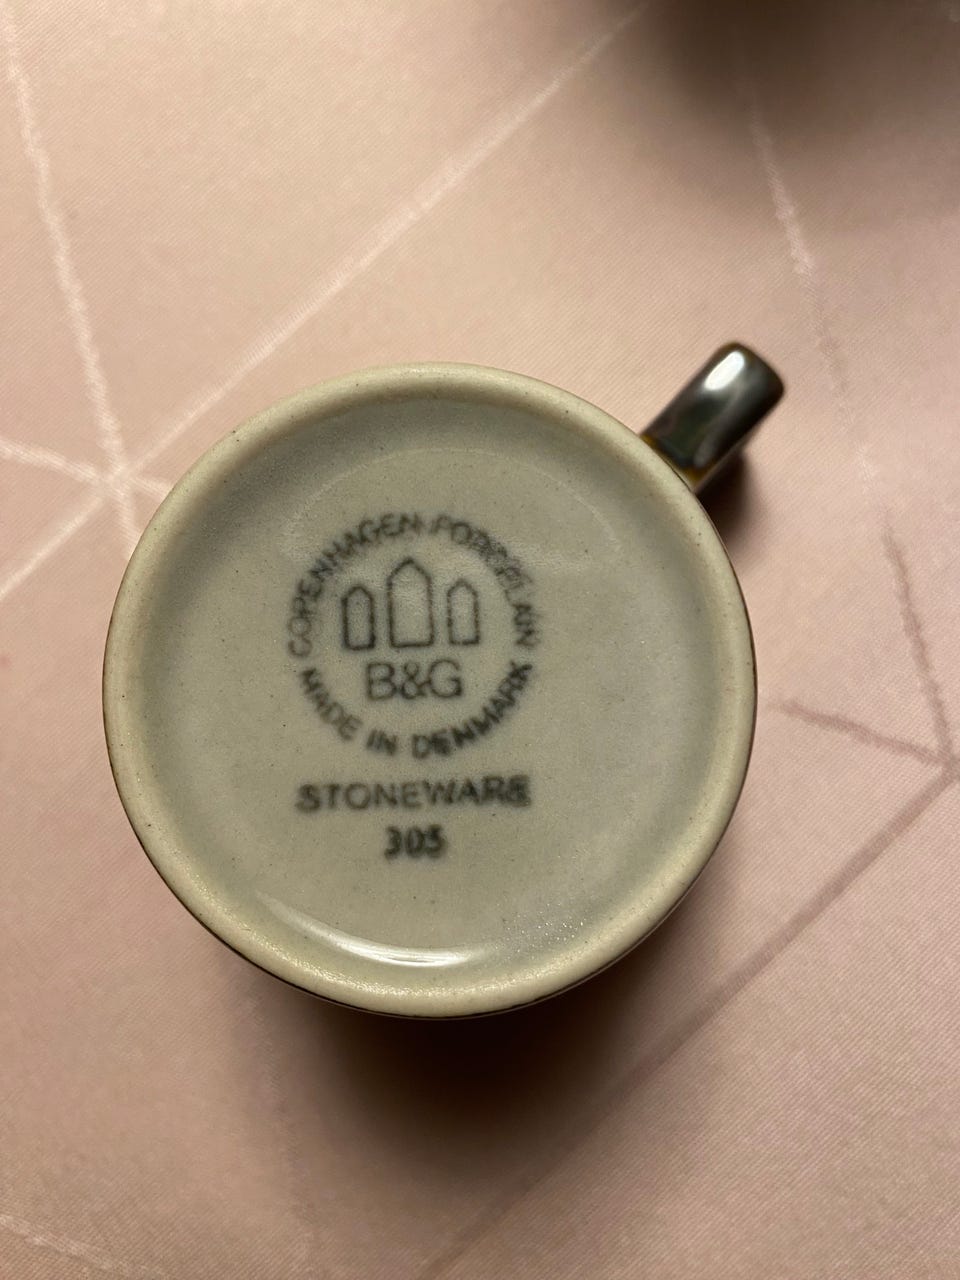 COPENHAGEN PORCELAIN
B&G
MADE IN DENMARK
STONEWARE
305